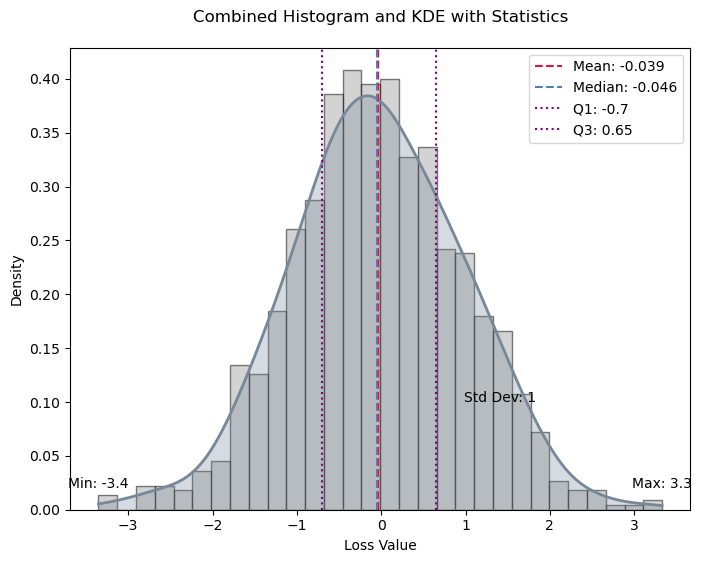 Combined Histogram and KDE with Statistics
Mean: -0.039
Median: -0.046
Q1: -0.7
Q3: 0.65
0.40
0.35
0.30
0.25
0.20
0.15
0.10
0.05
0.00
Density
Std Dev: 1
Min: -3.4
Max: 3.3
−3
−2
−1
0
1
2
3
Loss Value